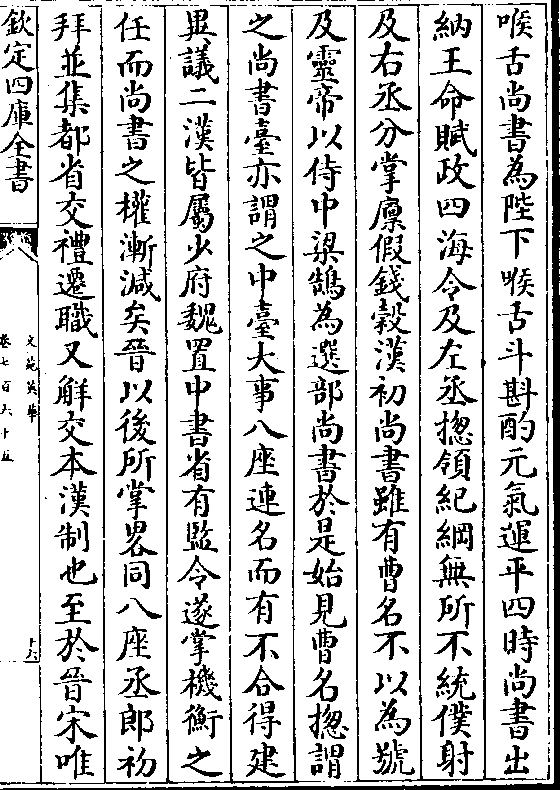 喉舌尚書為陛下喉舌斗斟酌元氣運平四時尚書出
納王命賦政四海令及左丞揔領紀綱無所不統僕射
及右丞分掌廪假錢糓漢初尚書雖有曹名不以為號
及靈帝以侍中梁鵠為選部尚書於是始見曹名揔謂
之尚書臺亦謂之中臺大事八座連名而有不合得建
異議二漢皆屬少府魏置中書省有監令遂掌機衡之
任而尚書之權漸減矣晉以後所掌畧同八座丞郎初
拜並集都省交禮遷職又解交本漢制也至於晉宋唯
欽定四庫全書
文苑英華
卷七百六十五
十六